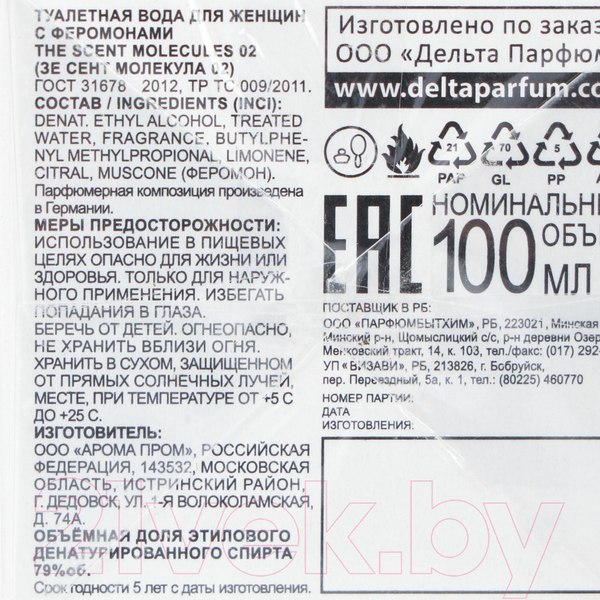 ТУАЛЕТНАЯ ВОДА ДЛЯ ЖЕНЩИН
С ФЕРОМОНАМИ
THE SCENT MOLECULES 02
(ЗЕ СЕНТ МОЛЕКУЛА 02)
ГОСТ 31678 - 2012, ТР ТС 009/2011.
СОСТАВ / INGREDIENTS (INCI):
DENAT. ETHYL ALCOHOL, TREATED
WATER, FRAGRANCE, BUTYLPHE-
NYL METHYLPROPIONAL, LIMONENE,
CITRAL, MUSCONE (ФЕРОМОН).
Парфюмерная композиция произведена
в Германии.
МЕРЫ ПРЕДОСТОРОЖНОСТИ:
ИСПОЛЬЗОВАНИЕ В ПИЩЕВЫХ
ЦЕЛЯХ ОПАСНО ДЛЯ ЖИЗНИ ИЛИ
ЗДОРОВЬЯ. ТОЛЬКО ДЛЯ НАРУЖ-
НОГО ПРИМЕНЕНИЯ. ИЗБЕГАТЬ
ПОПАДАНИЯ В ГЛАЗА.
БЕРЕЧЬ ОТ ДЕТЕЙ. ОГНЕОПАСНО,
НЕ ХРАНИТЬ ВБЛИЗИ ОГНЯ.
ХРАНИТЬ В СУХОМ, ЗАЩИЩЕННОМ
ОТ ПРЯМЫХ СОЛНЕЧНЫХ ЛУЧЕЙ,
МЕСТЕ, ПРИ ТЕМПЕРАТУРЕ ОТ +5 С
ДО +25 С.
ИЗГОТОВИТЕЛЬ:
ООО «АРОМА ПРОМ», РОССИЙСКАЯ
ФЕДЕРАЦИЯ, 143532, МОСКОВСКАЯ
ОБЛАСТЬ, ИСТРИНСКИЙ РАЙОН,
Г. ДЕДОВСК, УЛ. 1-Я ВОЛОКОЛАМСКАЯ,
Д. 74А.
ОБЪЁМНАЯ ДОЛЯ ЭТИЛОВОГО
ДЕНАТУРИРОВАННОГО СПИРТА
79%об.
Срок годности 5 лет с даты изготовления.
Изготовлено по зака
ООО «Дельта Парфюм
www.deltaparfum.co
21
PAP
70
GL
5
PP
A
EAC
НОМИНАЛЬНЫ
ОБЪ
100 МЛ
ПОСТАВЩИК В РБ:
ООО «ПАРФЮМБЫТХИМ», РБ, 223021, Минская
Минский р-н, Щомыслицкий с/с, р-н деревни Озер
Менковский тракт, 14, к. 103, тел./факс: (017) 292-
УП «ВИЗАВИ», РБ, 213826, г. Бобруйск,
пер. Переездный, 5а, к. 1., тел.: (80225) 460770
НОМЕР ПАРТИИ:
ДАТА
ИЗГОТОВЛЕНИЯ:
21vek.by